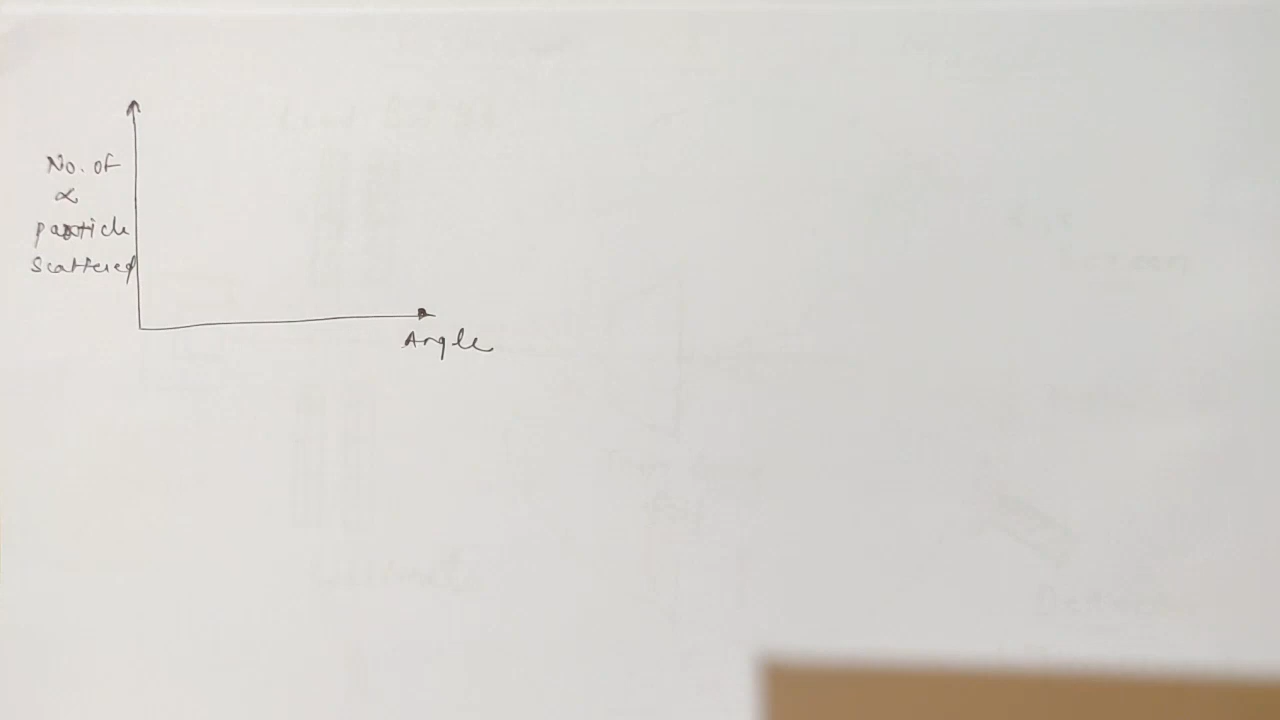 No. of
α
particle
scattered
Angle